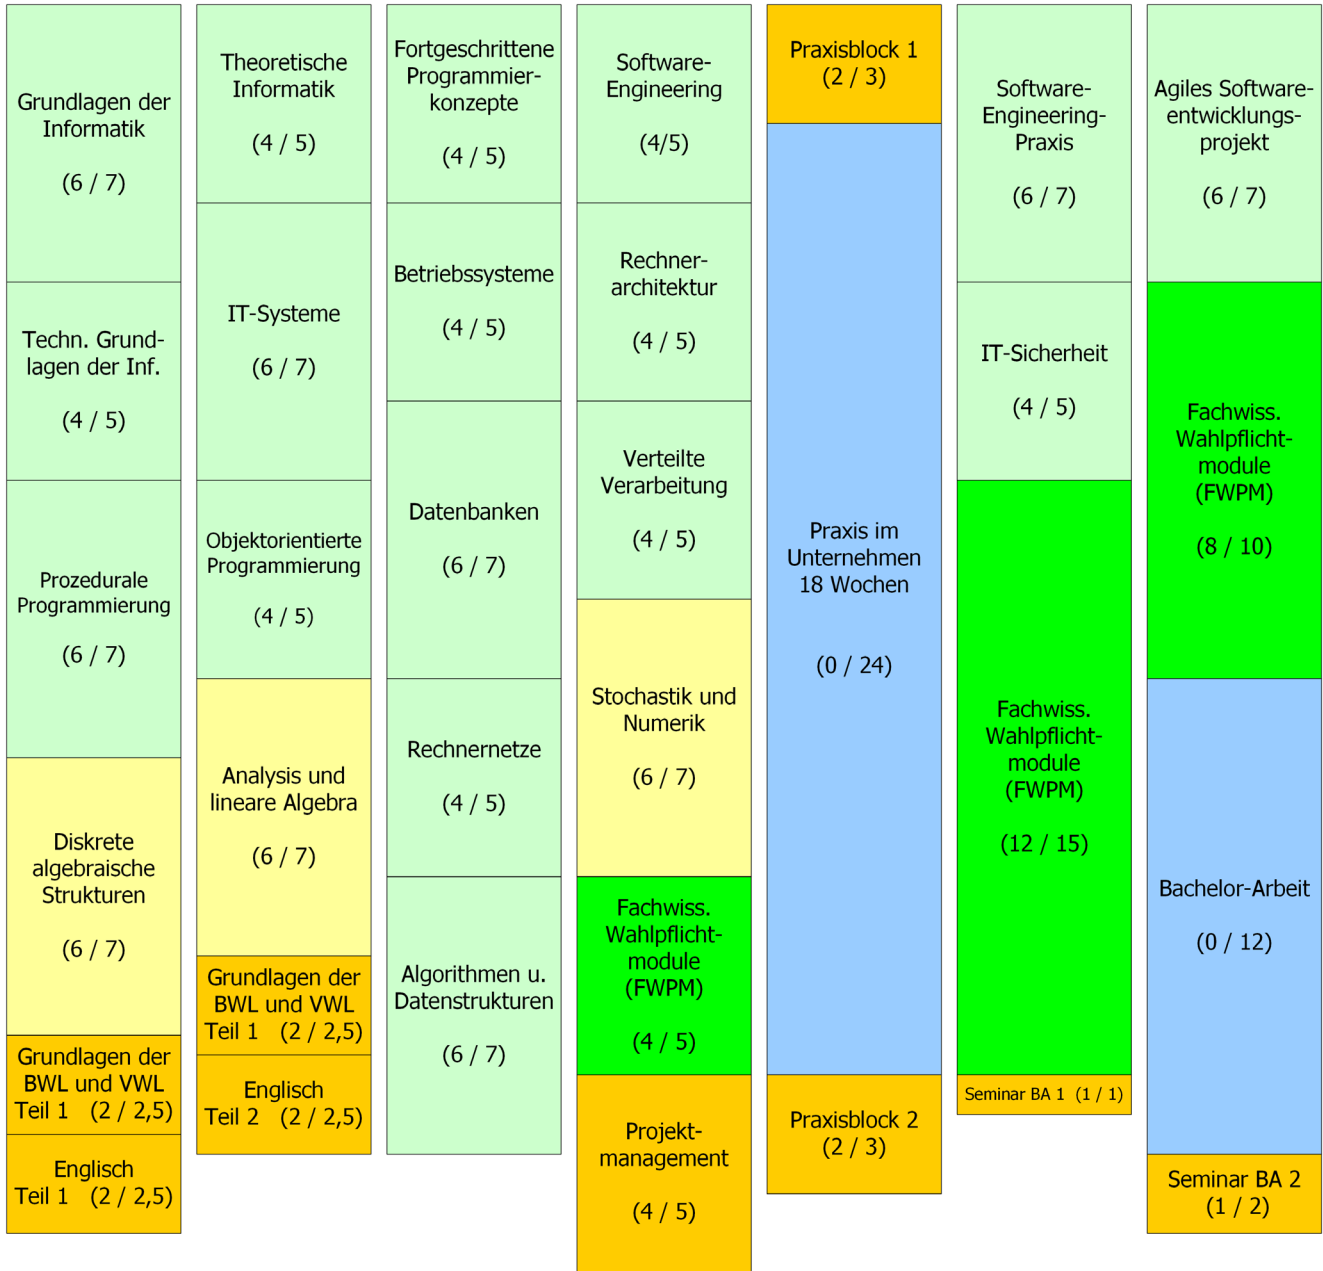 Grundlagen der
Informatik
(6 / 7)
Techn. Grund-
lagen der Inf.
(4 / 5)
Prozedurale
Programmierung
(6 / 7)
Diskrete
algebraische
Strukturen
(6 / 7)
Grundlagen der
BWL und VWL
Teil 1 (2 / 2,5)
Englisch
Teil 1 (2 / 2,5)
Theoretische
Informatik
(4 / 5)
IT-Systeme
(6 / 7)
Objektorientierte
Programmierung
(4 / 5)
Analysis und
lineare Algebra
(6 / 7)
Grundlagen der
BWL und VWL
Teil 1 (2 / 2,5)
Englisch
Teil 2 (2 / 2,5)
Fortgeschrittene
Programmier-
konzepte
(4 / 5)
Betriebssysteme
(4 / 5)
Datenbanken
(6 / 7)
Rechnernetze
(4 / 5)
Algorithmen u.
Datenstrukturen
(6 / 7)
Software-
Engineering
(4/5)
Rechner-
architektur
(4 / 5)
Verteilte
Verarbeitung
(4 / 5)
Stochastik und
Numerik
(6 / 7)
Fachwiss.
Wahlpflicht-
module
(FWPM)
(4 / 5)
Projekt-
management
(4 / 5)
Praxisblock 1
(2 / 3)
Praxis im
Unternehmen
18 Wochen
(0 / 24)
Praxisblock 2
(2 / 3)
Software-
Engineering-
Praxis
(6 / 7)
IT-Sicherheit
(4 / 5)
Fachwiss.
Wahlpflicht-
module
(FWPM)
(12 / 15)
Seminar BA 1 (1 / 1)
Agiles Software-
entwicklungs-
projekt
(6 / 7)
Fachwiss.
Wahlpflicht-
module
(FWPM)
(8 / 10)
Bachelor-Arbeit
(0 / 12)
Seminar BA 2
(1 / 2)